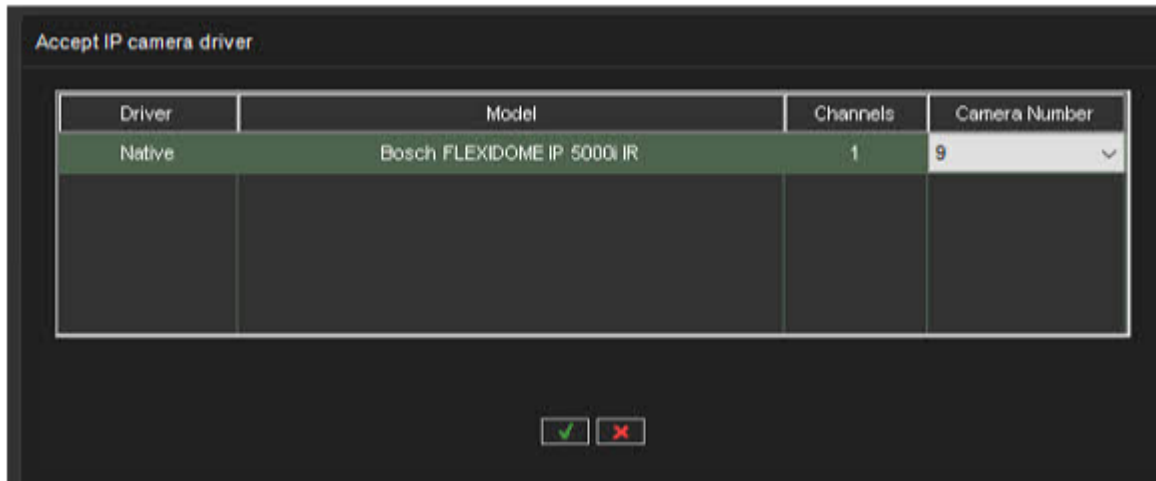 Accept IP camera driver
Driver Model Channels Camera Number
Native Bosch FLEXIDOME IP 5000i IR 1 9